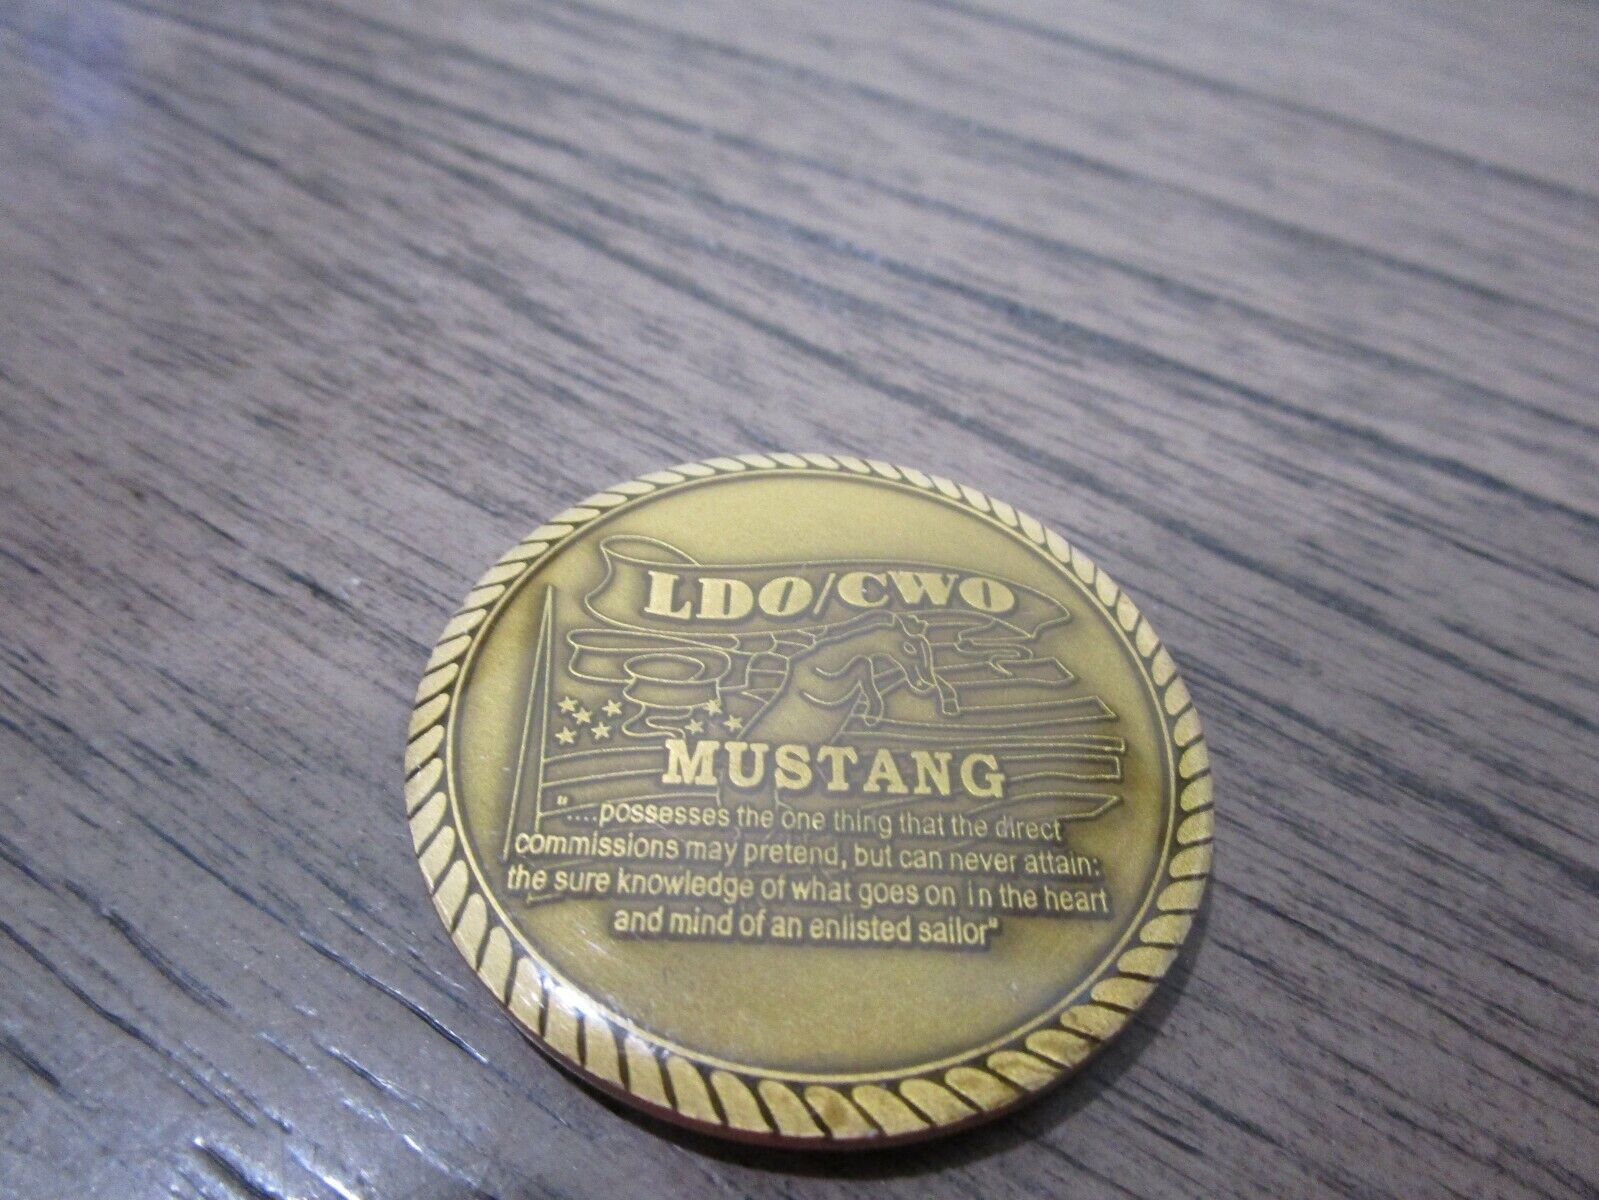 LDO/CWO
MUSTANG
"....possesses the one thing that the direct
commissions may pretend, but can never attain:
the sure knowledge of what goes on in the heart
and mind of an enlisted sailor"